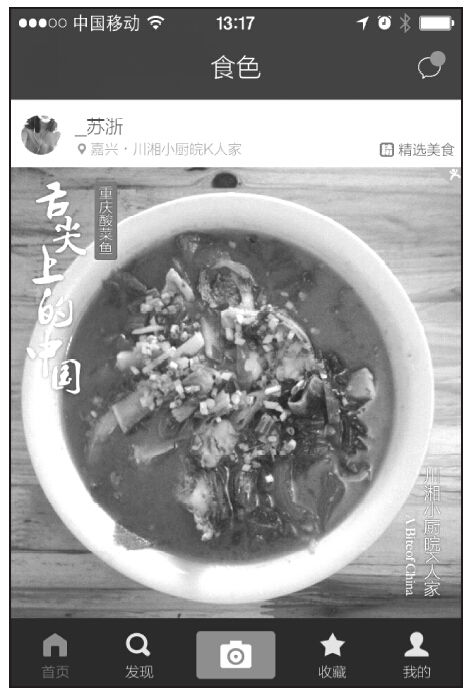 中国移动
13:17
食色
_苏浙
嘉兴·川湘小厨皖K人家
精选美食
舌尖上的中国
重庆酸菜鱼
川湘小厨皖K人家
A Bite of China
首页
发现
收藏
我的